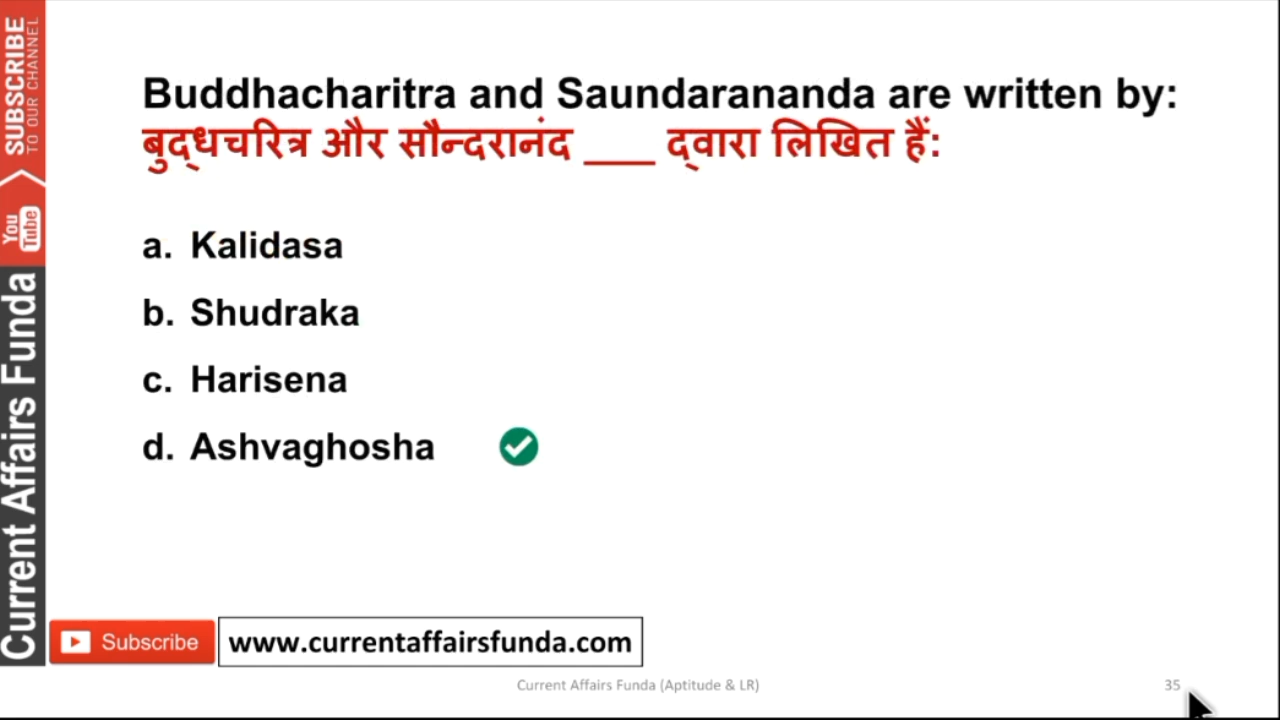 Buddhacharitra and Saundarananda are written by:
बुद्धचरित्र और सौन्दरानंद ___ द्वारा लिखित हैं:
a. Kalidasa
b. Shudraka
c. Harisena
d. Ashvaghosha
SUBSCRIBE
TO OUR CHANNEL
You
Tube
Current Affairs Funda
Subscribe
www.currentaffairsfunda.com
Current Affairs Funda (Aptitude & LR)
35